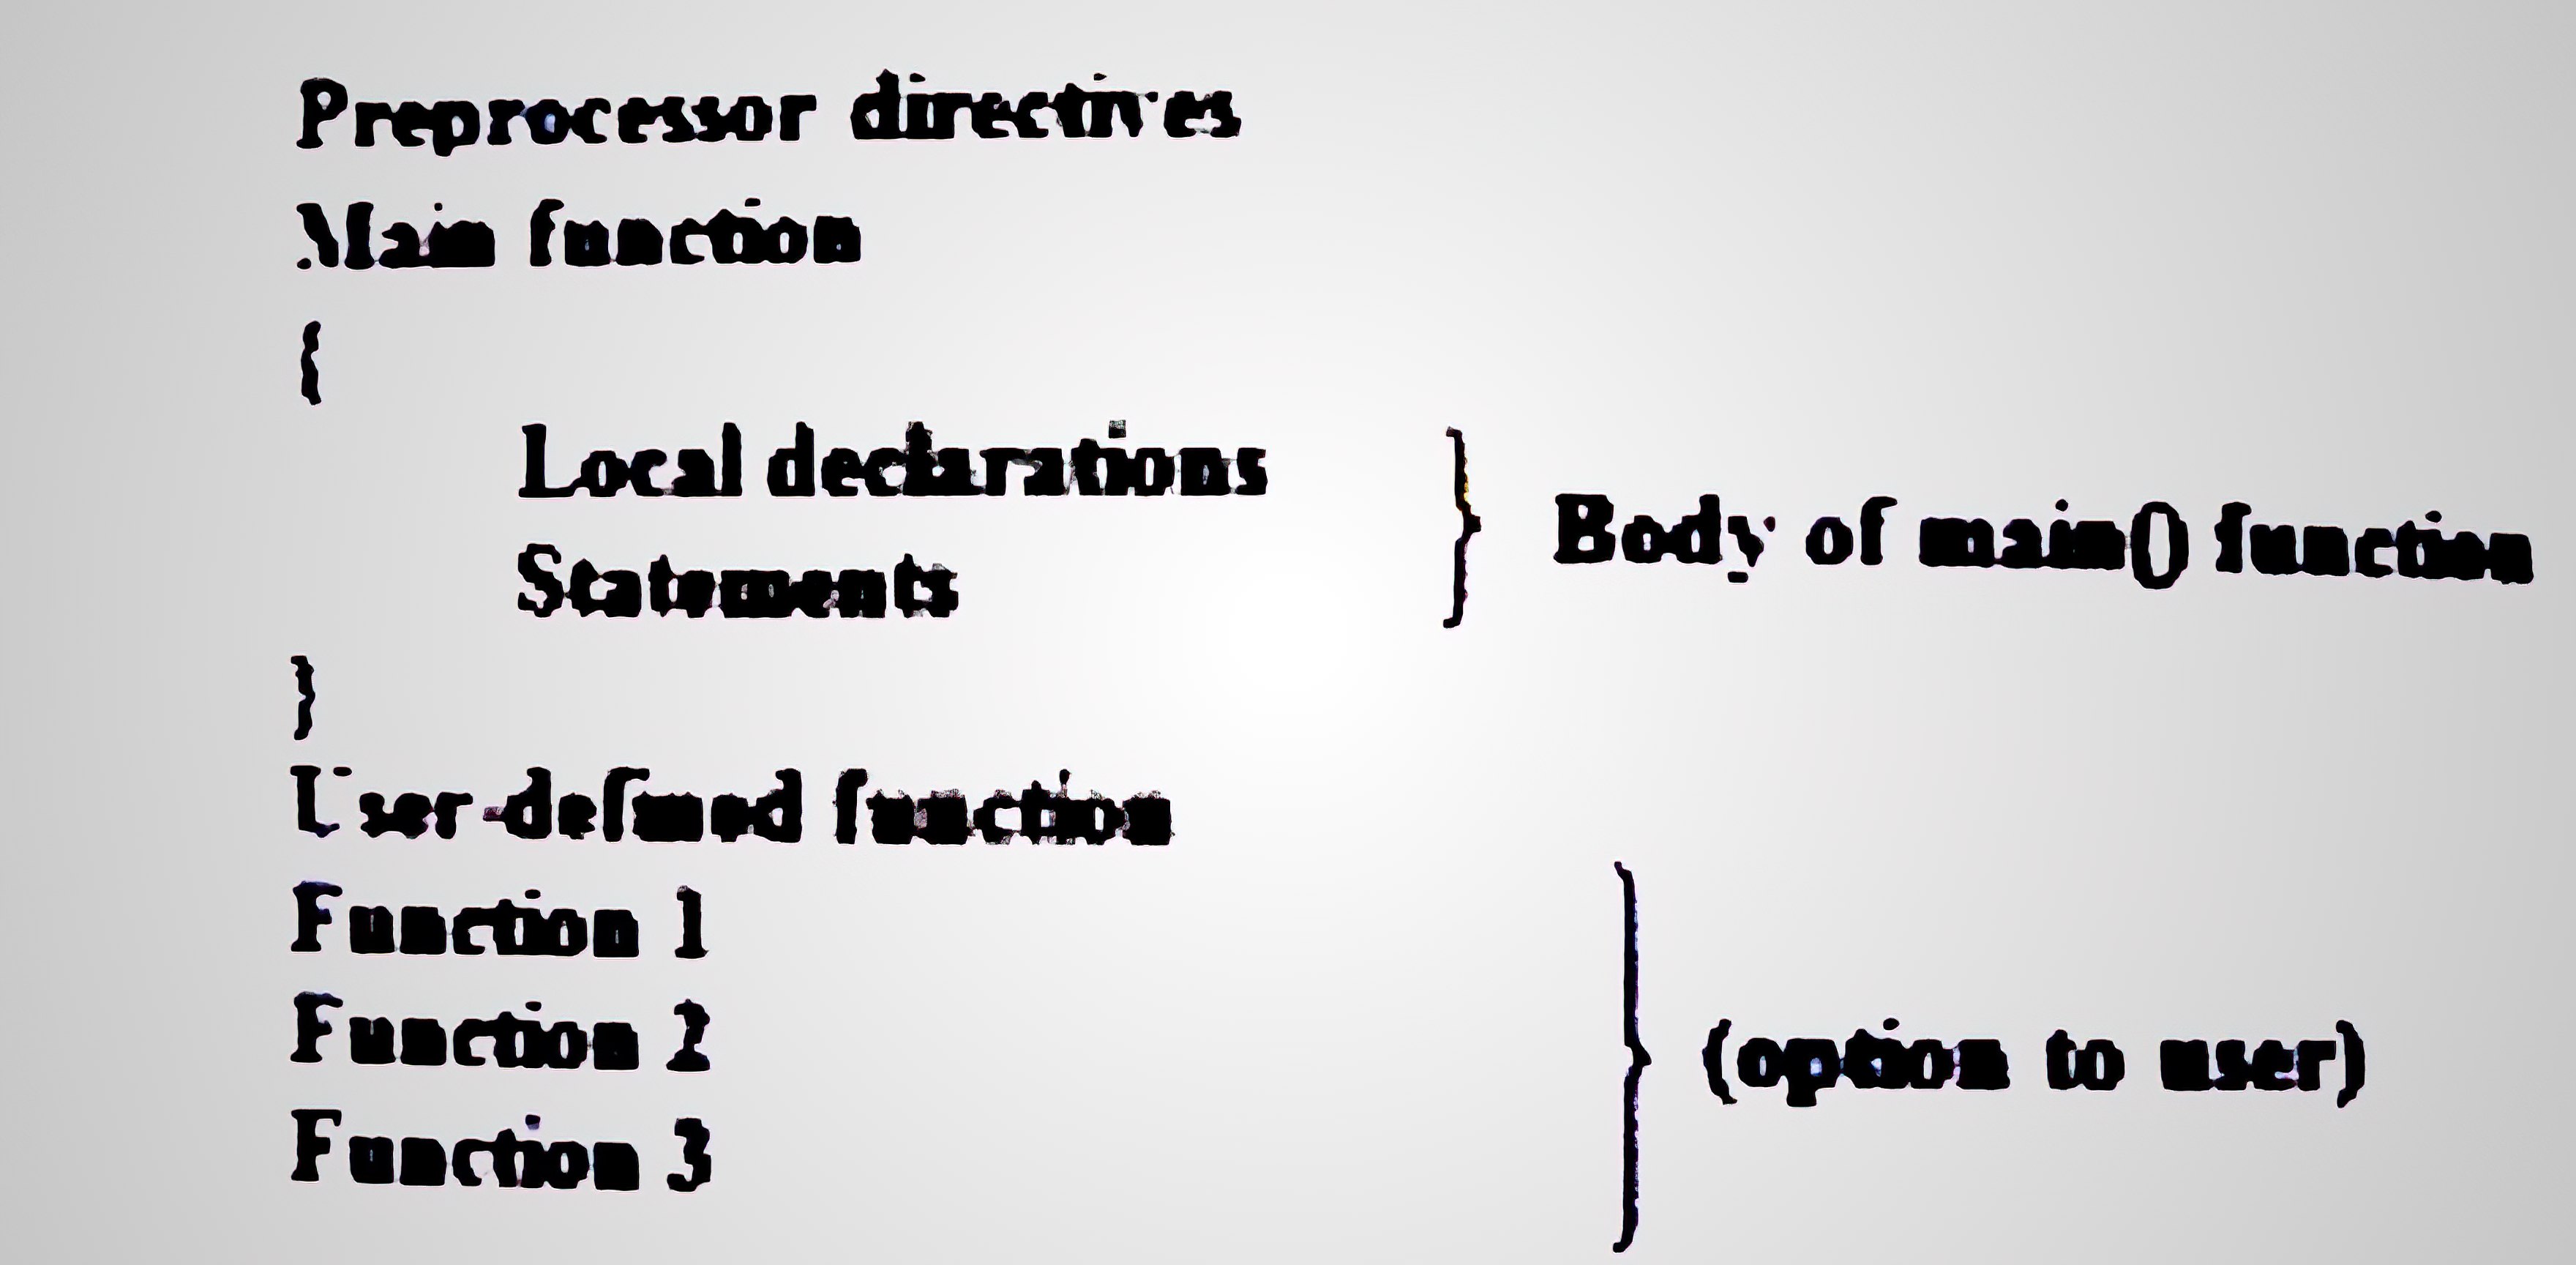 Preprocessor directives
Main function
{
Local declarations
Statements
} Body of main() function
}
User-defined function
Function 1
Function 2
Function 3
} (option to user)